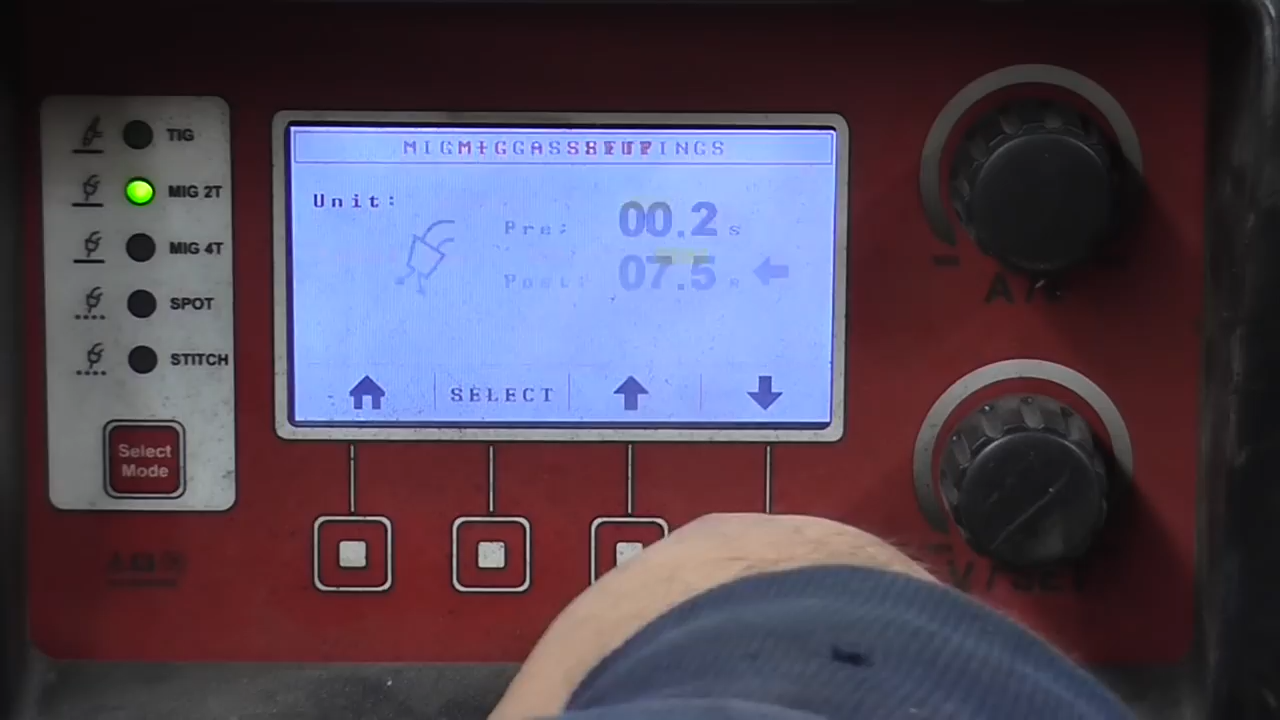 TIG
MIG 2T
MIG 4T
SPOT
STITCH
Select
Mode
Unit:
Pre: 00.2 s
Post: 07.5 s
SELECT